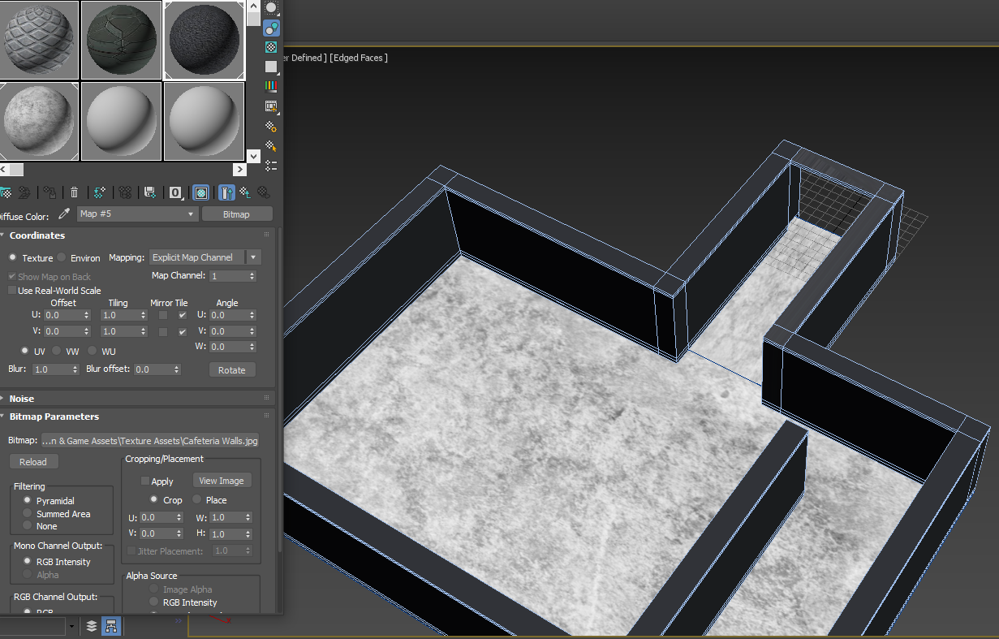 er Defined ] [Edged Faces ]
0
iffuse Color: Map #5 Bitmap
Coordinates
Texture Environ Mapping: Explicit Map Channel
Show Map on Back Map Channel: 1
Use Real-World Scale
Offset Tiling Mirror Tile Angle
U: 0.0 1.0 U: 0.0
V: 0.0 1.0 V: 0.0
W: 0.0
UV VW WU
Blur: 1.0 Blur offset: 0.0 Rotate
Noise
Bitmap Parameters
Bitmap: ...n & Game Assets\Texture Assets\Cafeteria Walls.jpg
Reload
Cropping/Placement
Apply View Image
Crop Place
U: 0.0 W: 1.0
V: 0.0 H: 1.0
Jitter Placement: 1.0
Filtering
Pyramidal
Summed Area
None
Mono Channel Output:
RGB Intensity
Alpha
Alpha Source
Image Alpha
RGB Intensity
RGB Channel Output:
RGB